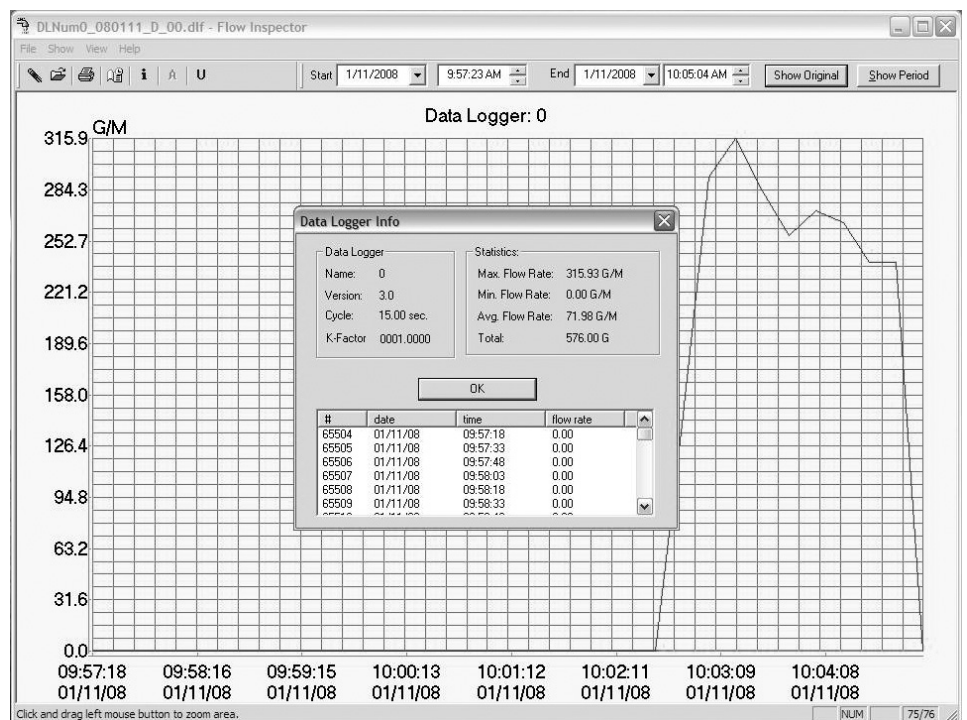 DLNum0_080111_D_00.dlf - Flow Inspector
File Show View Help
i A U Start 1/11/2008 9:57:23 AM End 1/11/2008 10:05:04 AM Show Original Show Period
Data Logger: 0
G/M
315.9
284.3
252.7
221.2
189.6
158.0
126.4
94.8
63.2
31.6
0.0
Data Logger Info
Data Logger
Name: 0
Version: 3.0
Cycle: 15.00 sec.
K-Factor 0001.0000
Statistics:
Max. Flow Rate: 315.93 G/M
Min. Flow Rate: 0.00 G/M
Avg. Flow Rate: 71.98 G/M
Total: 576.00 G
OK
# date time flow rate
65504 01/11/08 09:57:18 0.00
65505 01/11/08 09:57:33 0.00
65506 01/11/08 09:57:48 0.00
65507 01/11/08 09:58:03 0.00
65508 01/11/08 09:58:18 0.00
65509 01/11/08 09:58:33 0.00
09:57:18 09:58:16 09:59:15 10:00:13 10:01:12 10:02:11 10:03:09 10:04:08
01/11/08 01/11/08 01/11/08 01/11/08 01/11/08 01/11/08 01/11/08 01/11/08
Click and drag left mouse button to zoom area. NUM 75/76